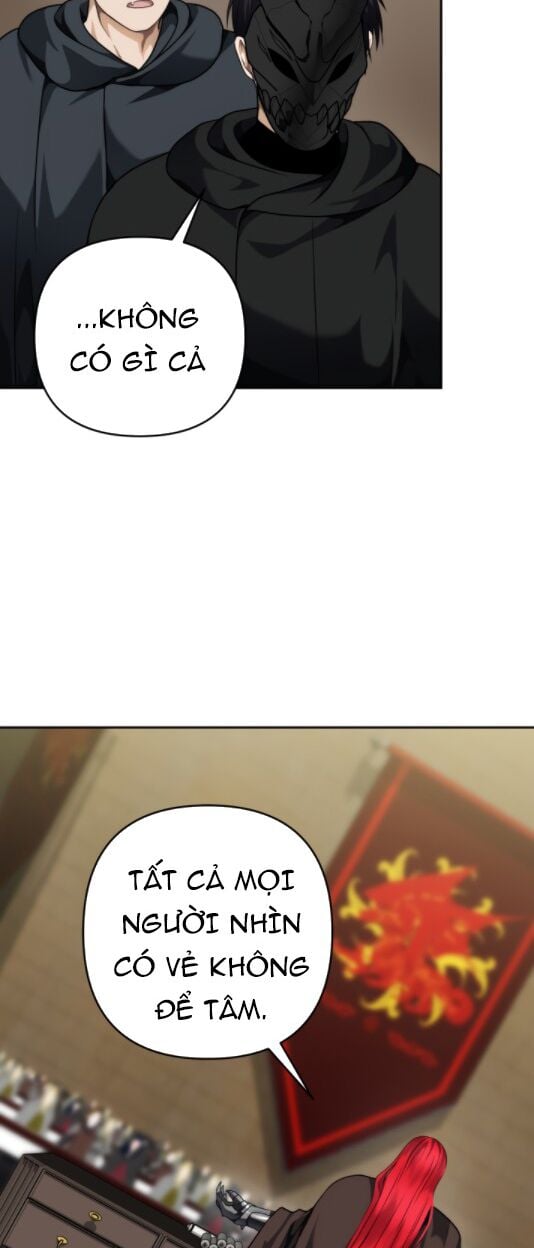 ...KHÔNG
CÓ GÌ CẢ
TẤT CẢ MỌI
NGƯỜI NHÌN
CÓ VẺ KHÔNG
ĐỂ TÂM.